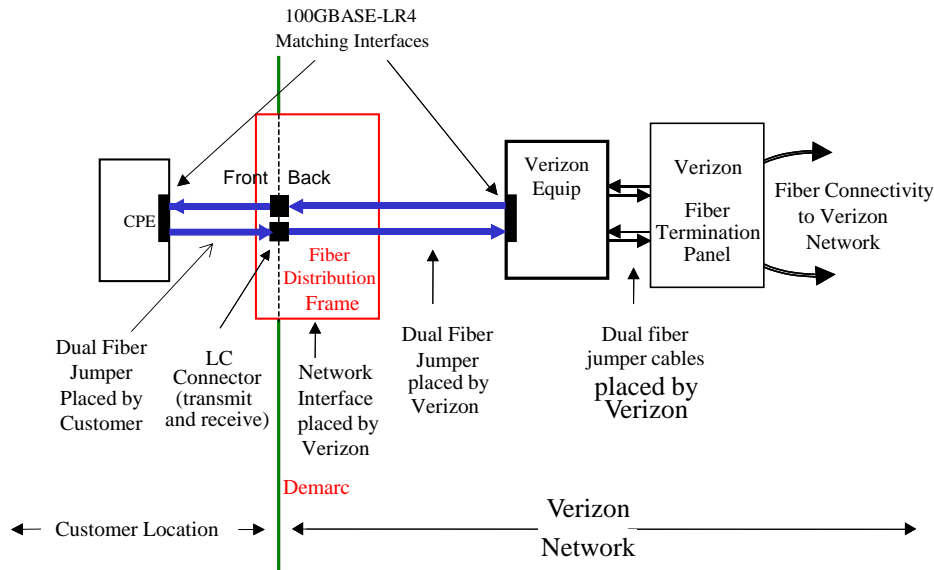 100GBASE-LR4
Matching Interfaces
CPE
Front
Back
Fiber
Distribution
Frame
Verizon
Equip
Verizon
Fiber
Termination
Panel
Fiber Connectivity
to Verizon
Network
Dual Fiber
Jumper
Placed by
Customer
LC
Connector
(transmit
and receive)
Network
Interface
placed by
Verizon
Dual Fiber
Jumper
placed by
Verizon
Dual fiber
jumper cables
placed by
Verizon
Demarc
Customer Location
Verizon
Network